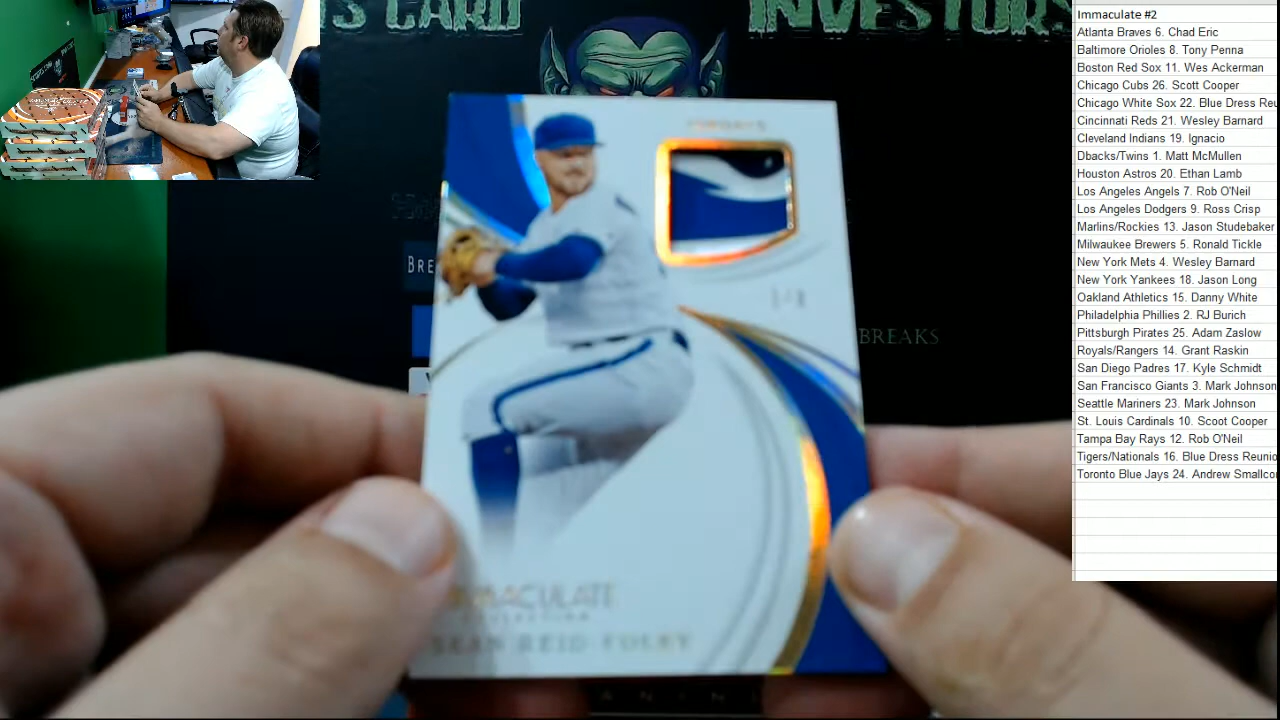 S CARD INVESTORS
BRE
BREAKS
IMMACULATE
COLLECTION
SEAN REID-FOLEY
PANINI
Immaculate #2
Atlanta Braves 6. Chad Eric
Baltimore Orioles 8. Tony Penna
Boston Red Sox 11. Wes Ackerman
Chicago Cubs 26. Scott Cooper
Chicago White Sox 22. Blue Dress Reu
Cincinnati Reds 21. Wesley Barnard
Cleveland Indians 19. Ignacio
Dbacks/Twins 1. Matt McMullen
Houston Astros 20. Ethan Lamb
Los Angeles Angels 7. Rob O'Neil
Los Angeles Dodgers 9. Ross Crisp
Marlins/Rockies 13. Jason Studebaker
Milwaukee Brewers 5. Ronald Tickle
New York Mets 4. Wesley Barnard
New York Yankees 18. Jason Long
Oakland Athletics 15. Danny White
Philadelphia Phillies 2. RJ Burich
Pittsburgh Pirates 25. Adam Zaslow
Royals/Rangers 14. Grant Raskin
San Diego Padres 17. Kyle Schmidt
San Francisco Giants 3. Mark Johnson
Seattle Mariners 23. Mark Johnson
St. Louis Cardinals 10. Scoot Cooper
Tampa Bay Rays 12. Rob O'Neil
Tigers/Nationals 16. Blue Dress Reunio
Toronto Blue Jays 24. Andrew Smallco